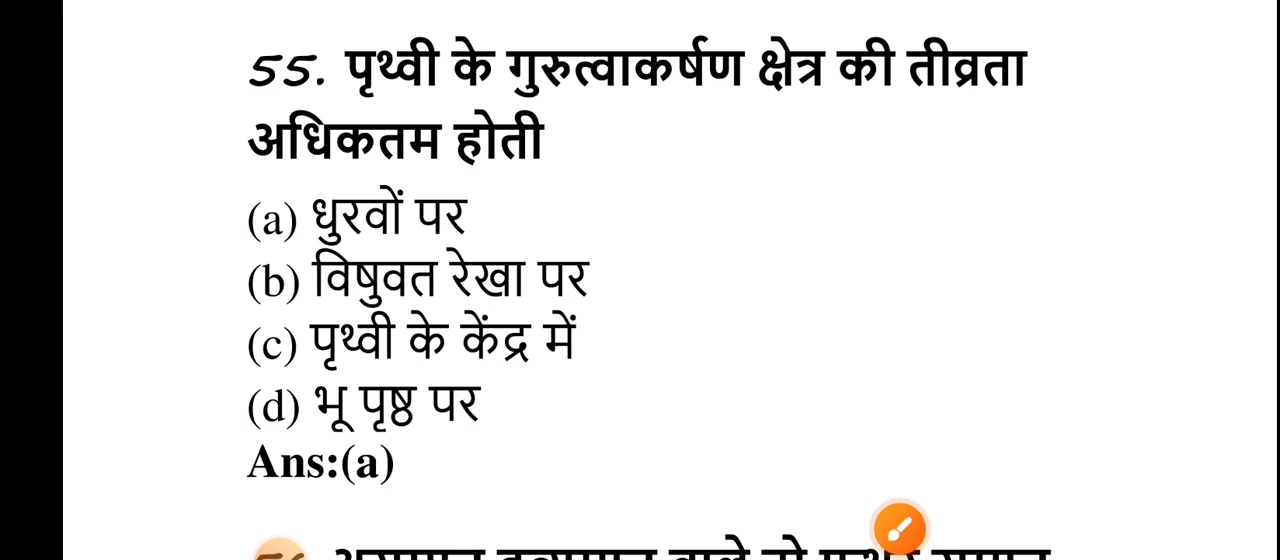 55. पृथ्वी के गुरुत्वाकर्षण क्षेत्र की तीव्रता
अधिकतम होती
(a) धुरवों पर
(b) विषुवत रेखा पर
(c) पृथ्वी के केंद्र में
(d) भू पृष्ठ पर
Ans:(a)